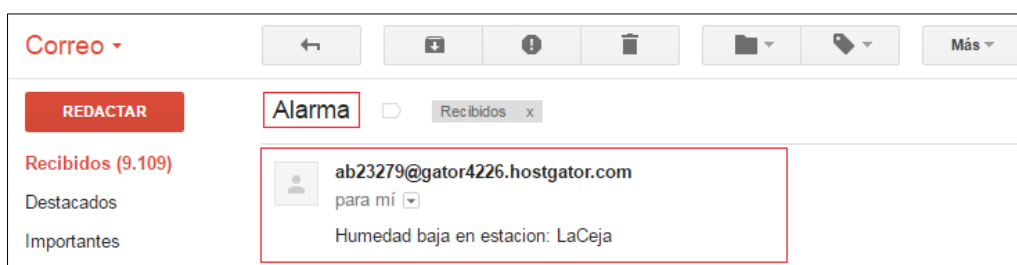 Correo
Más
REDACTAR
Alarma
Recibidos x
Recibidos (9.109)
Destacados
Importantes
ab23279@gator4226.hostgator.com
para mí
Humedad baja en estacion: LaCeja